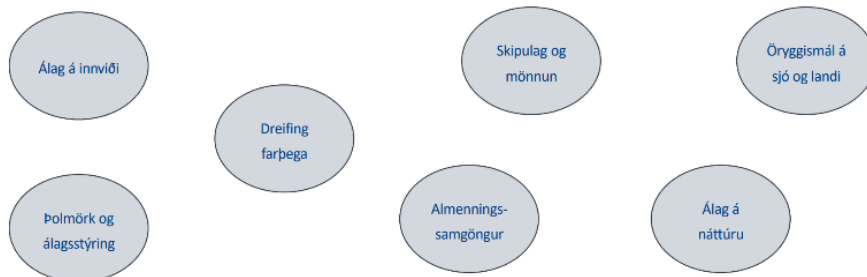 Álag á innviði
Þolmörk og
álagsstýring
Dreifing
farþega
Skipulag og
mönnun
Almennings-
samgöngur
Öryggismál á
sjó og landi
Álag á
náttúru